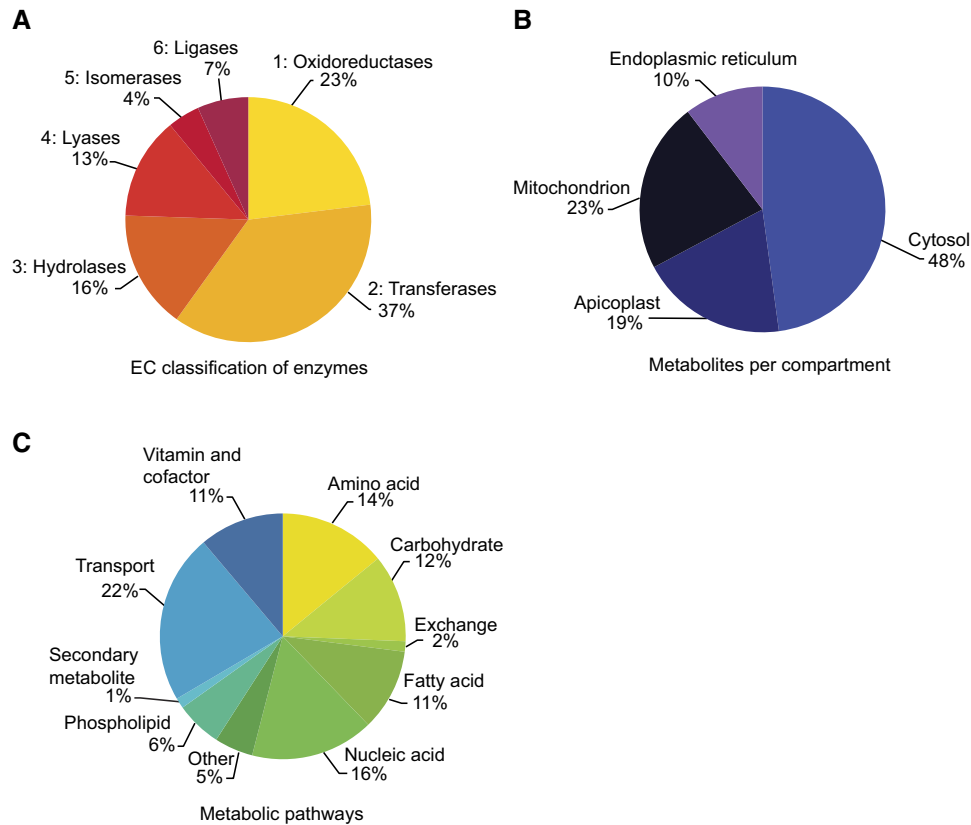 A
6: Ligases
7%
1: Oxidoreductases
23%
5: Isomerases
4%
4: Lyases
13%
3: Hydrolases
16%
2: Transferases
37%
EC classification of enzymes
B
Endoplasmic reticulum
10%
Mitochondrion
23%
Cytosol
48%
Apicoplast
19%
Metabolites per compartment
C
Vitamin and
cofactor
11%
Amino acid
14%
Carbohydrate
12%
Transport
22%
Exchange
2%
Secondary
metabolite
1%
Fatty acid
11%
Phospholipid
6%
Other
5%
Nucleic acid
16%
Metabolic pathways